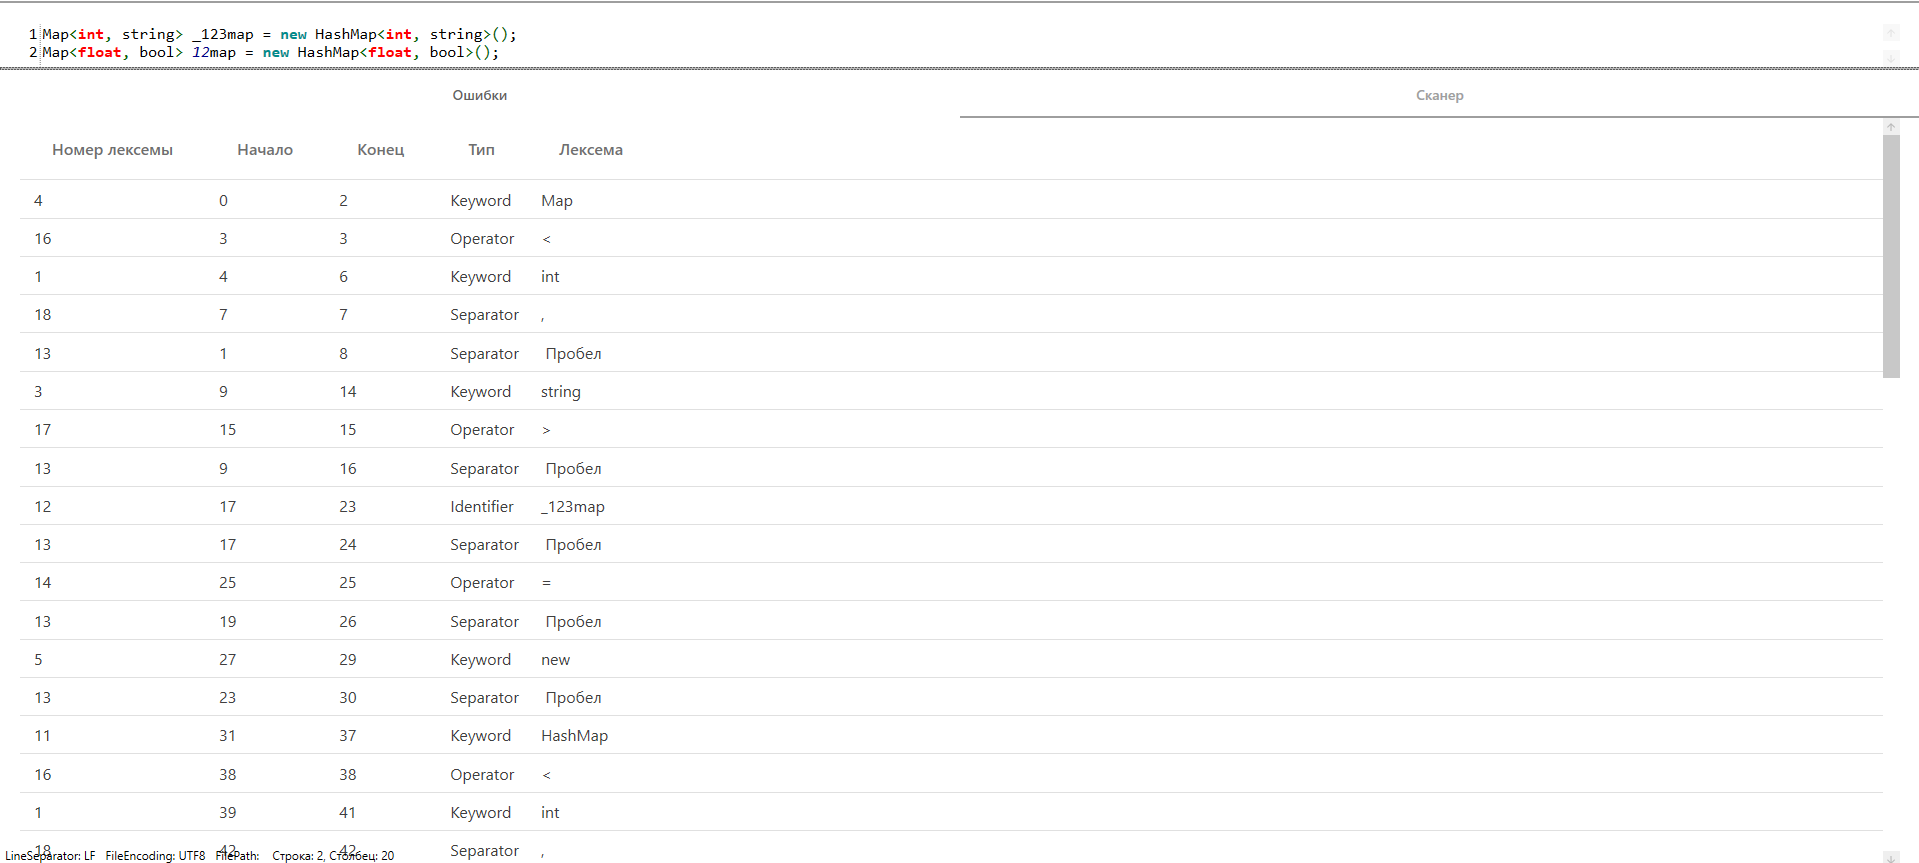 1 Map<int, string> _123map = new HashMap<int, string>();
2 Map<float, bool> 12map = new HashMap<float, bool>();
Ошибки Сканер
Номер лексемы Начало Конец Тип Лексема
4 0 2 Keyword Map
16 3 3 Operator <
1 4 6 Keyword int
18 7 7 Separator ,
13 1 8 Separator Пробел
3 9 14 Keyword string
17 15 15 Operator >
13 9 16 Separator Пробел
12 17 23 Identifier _123map
13 17 24 Separator Пробел
14 25 25 Operator =
13 19 26 Separator Пробел
5 27 29 Keyword new
13 23 30 Separator Пробел
11 31 37 Keyword HashMap
16 38 38 Operator <
1 39 41 Keyword int
18 42 42 Separator ,
LineSeparator: LF FileEncoding: UTF8 FilePath: Строка: 2, Столбец: 20